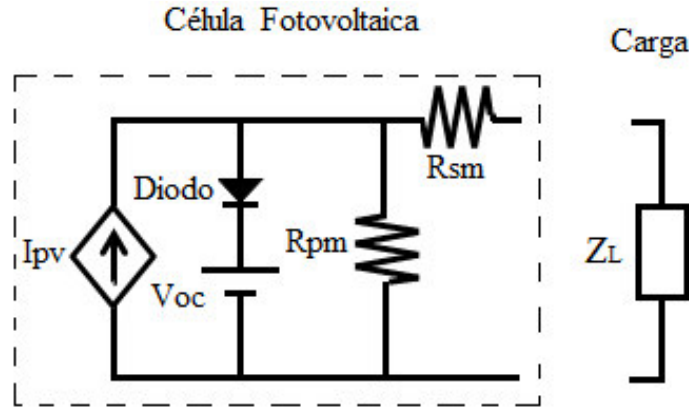 Célula Fotovoltaica
Carga
Rsm
Diodo
Rpm
Ipv
Voc
ZL